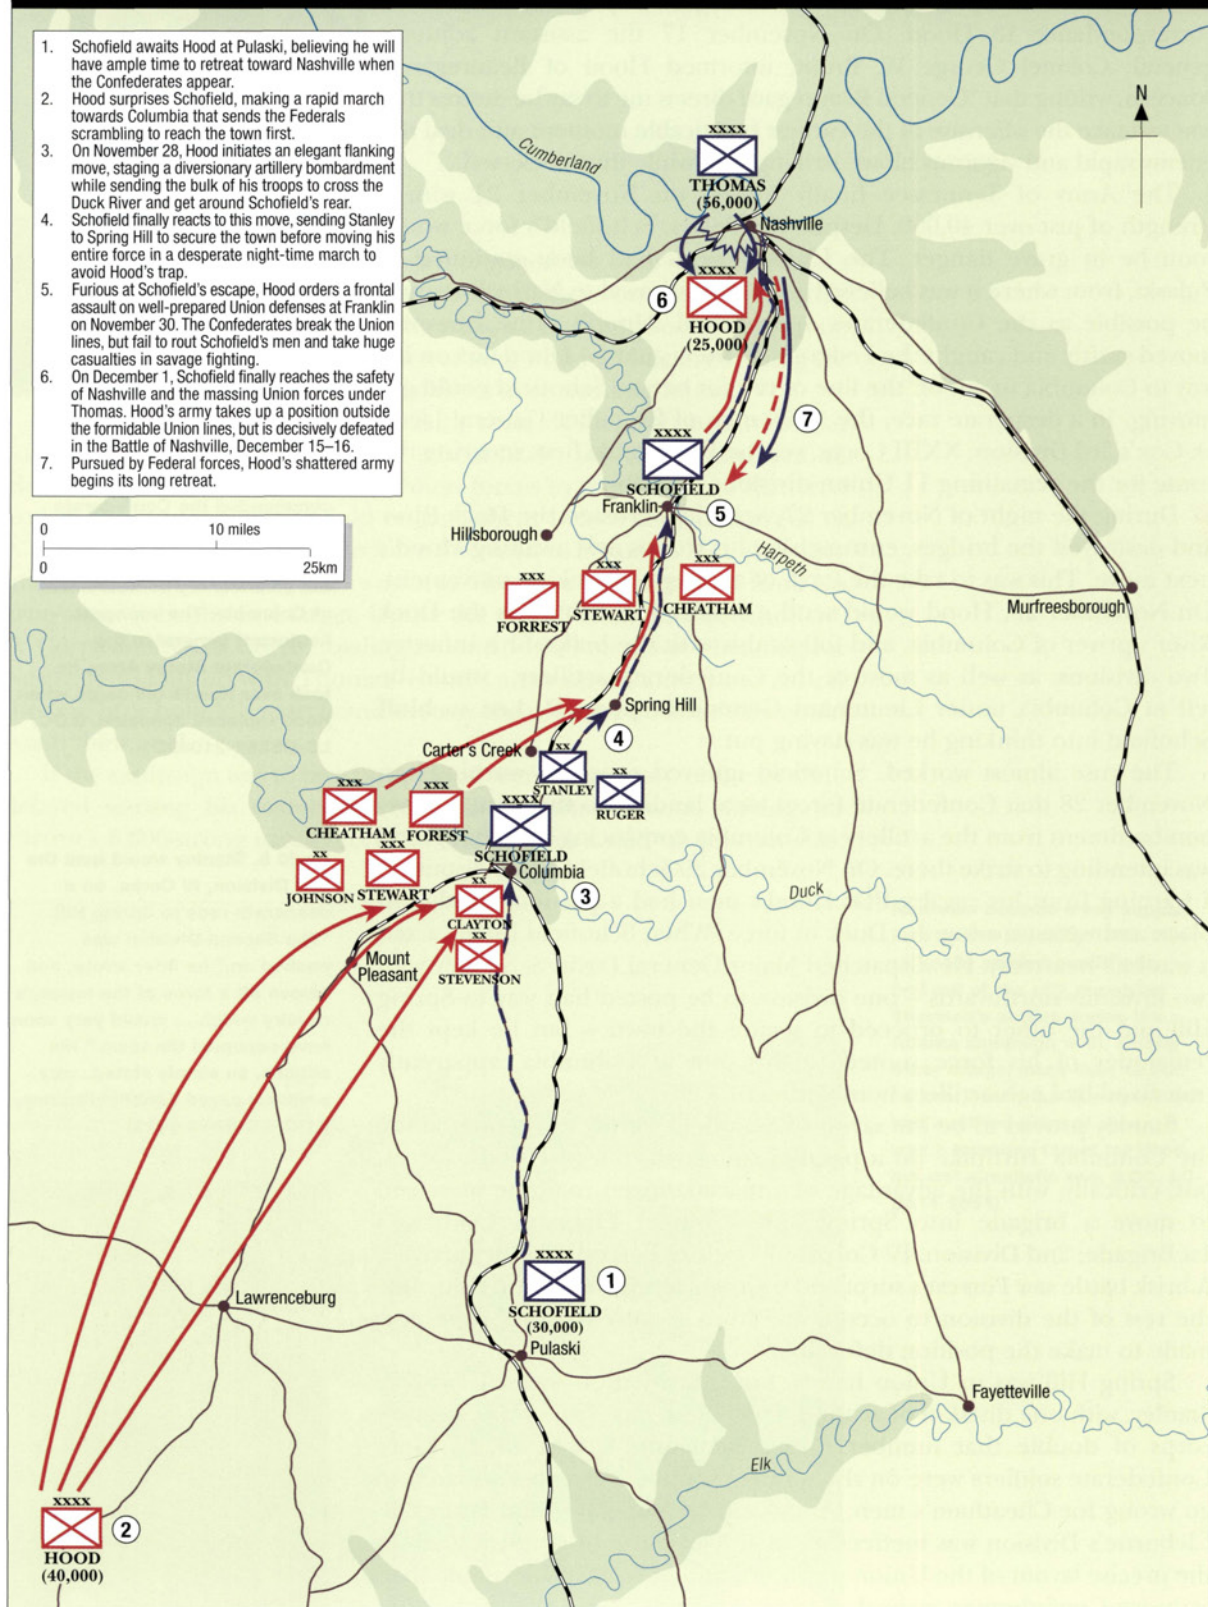 1. Schofield awaits Hood at Pulaski, believing he will
have ample time to retreat toward Nashville when
the Confederates appear.
2. Hood surprises Schofield, making a rapid march
towards Columbia that sends the Federals
scrambling to reach the town first.
3. On November 28, Hood initiates an elegant flanking
move, staging a diversionary artillery bombardment
while sending the bulk of his troops to cross the
Duck River and get around Schofield's rear.
4. Schofield finally reacts to this move, sending Stanley
to Spring Hill to secure the town before moving his
entire force in a desperate night-time march to
avoid Hood's trap.
5. Furious at Schofield's escape, Hood orders a frontal
assault on well-prepared Union defenses at Franklin
on November 30. The Confederates break the Union
lines, but fail to rout Schofield's men and take huge
casualties in savage fighting.
6. On December 1, Schofield finally reaches the safety
of Nashville and the massing Union forces under
Thomas. Hood's army takes up a position outside
the formidable Union lines, but is decisively defeated
in the Battle of Nashville, December 15–16.
7. Pursued by Federal forces, Hood's shattered army
begins its long retreat.
0 10 miles
0 25km
N
Cumberland
XXXX
THOMAS
(56,000)
Nashville
XXXX
6
HOOD
(25,000)
7
XXXX
SCHOFIELD
Franklin
5
Hillsborough
Harpeth
XXX
FORREST
XXX
STEWART
XXX
CHEATHAM
Murfreesborough
Spring Hill
4
Carter's Creek
XX
STANLEY
XX
RUGER
XXX
CHEATHAM
XXX
FOREST
XXXX
SCHOFIELD
Columbia
XX
JOHNSON
XXX
STEWART
XX
CLAYTON
3
Duck
XX
STEVENSON
Mount
Pleasant
XXXX
1
SCHOFIELD
(30,000)
Lawrenceburg
Pulaski
Fayetteville
Elk
XXXX
2
HOOD
(40,000)